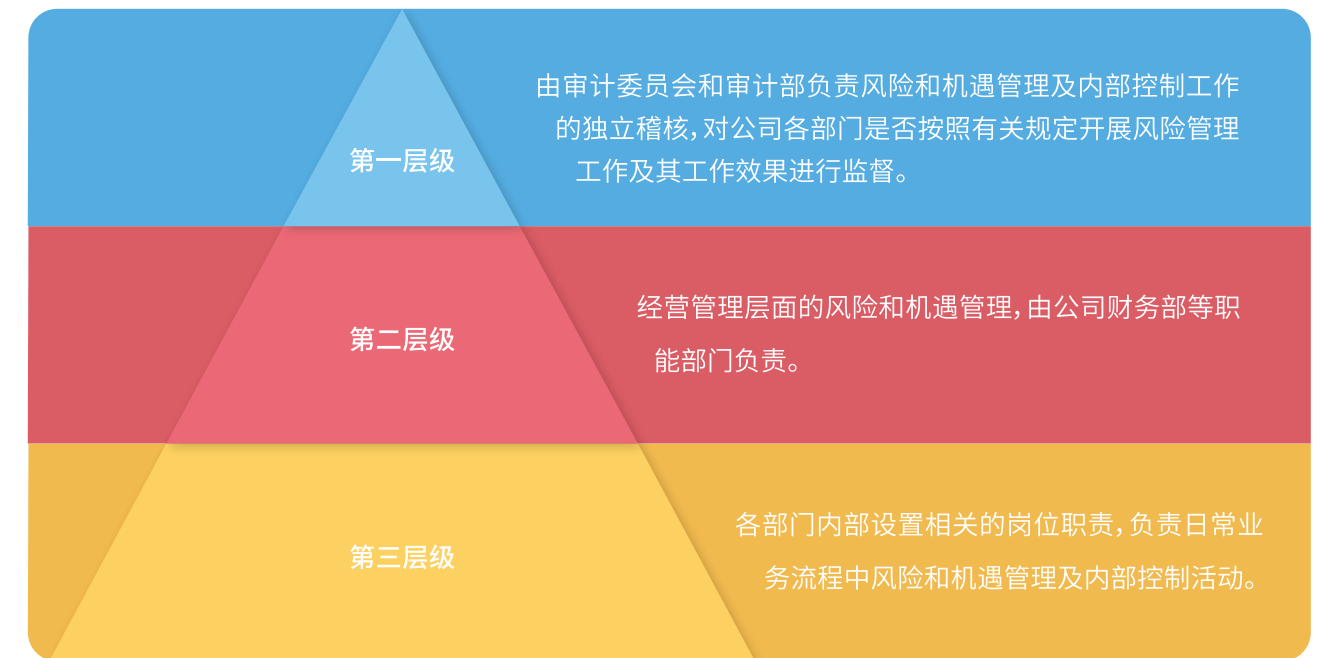 由审计委员会和审计部负责风险和机遇管理及内部控制工作
的独立稽核，对公司各部门是否按照有关规定开展风险管理
工作及其工作效果进行监督。
第一层级
经营管理层面的风险和机遇管理，由公司财务部等职
能部门负责。
第二层级
各部门内部设置相关的岗位职责，负责日常业
务流程中风险和机遇管理及内部控制活动。
第三层级